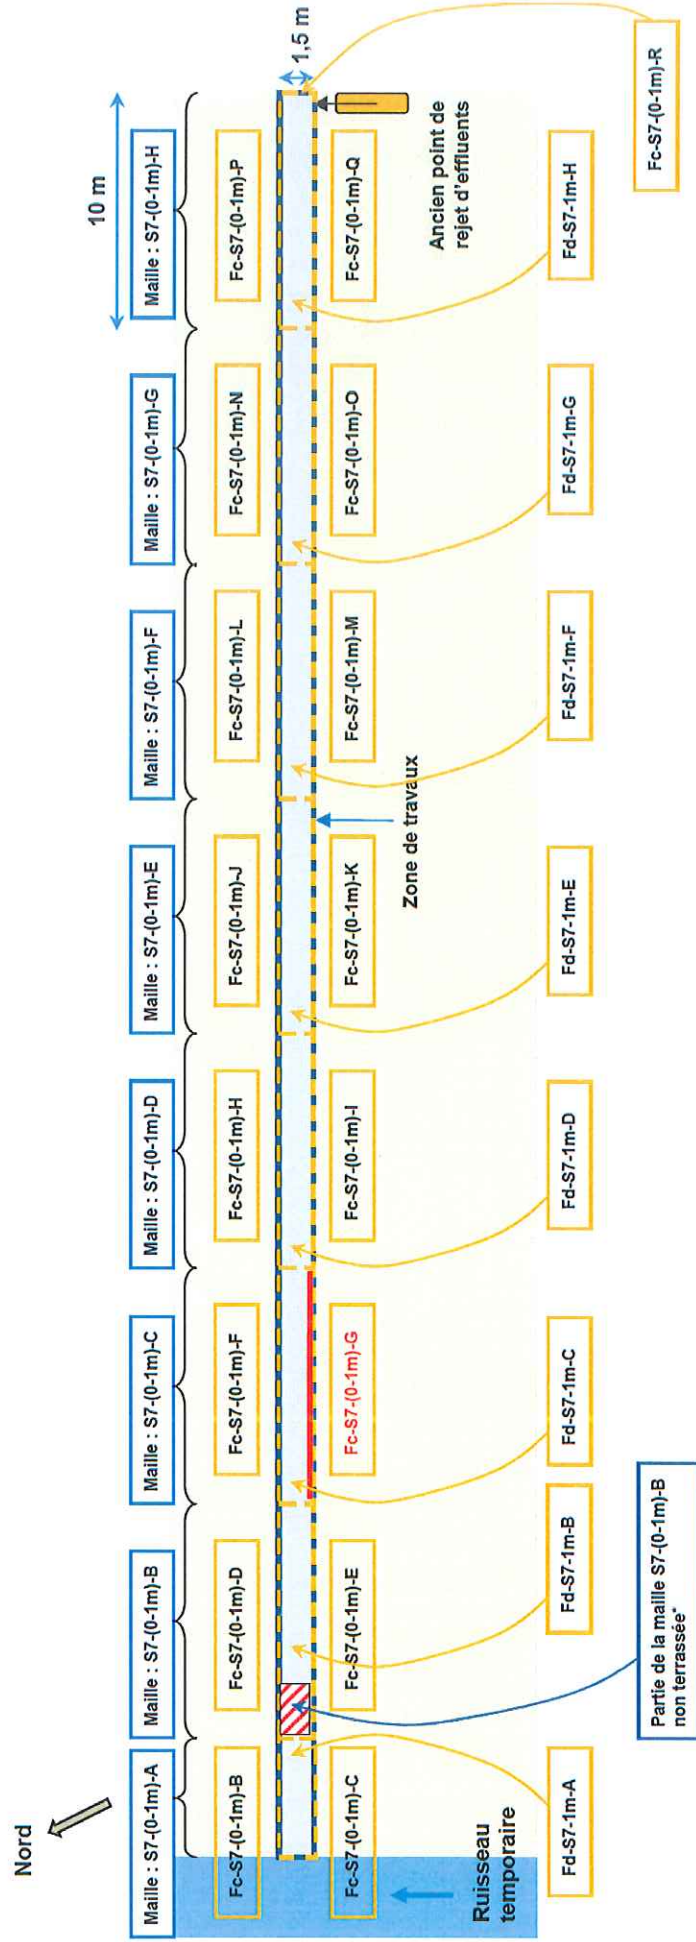 Nord
10 m
Maille : S7-(0-1m)-A
Maille : S7-(0-1m)-B
Maille : S7-(0-1m)-C
Maille : S7-(0-1m)-D
Maille : S7-(0-1m)-E
Maille : S7-(0-1m)-F
Maille : S7-(0-1m)-G
Maille : S7-(0-1m)-H
Fc-S7-(0-1m)-B
Fc-S7-(0-1m)-D
Fc-S7-(0-1m)-F
Fc-S7-(0-1m)-H
Fc-S7-(0-1m)-J
Fc-S7-(0-1m)-L
Fc-S7-(0-1m)-N
Fc-S7-(0-1m)-P
1,5 m
Fc-S7-(0-1m)-C
Fc-S7-(0-1m)-E
Fc-S7-(0-1m)-G
Fc-S7-(0-1m)-I
Fc-S7-(0-1m)-K
Fc-S7-(0-1m)-M
Fc-S7-(0-1m)-O
Fc-S7-(0-1m)-Q
Zone de travaux
Ancien point de
rejet d'effluents
Ruisseau
temporaire
Fd-S7-1m-A
Fd-S7-1m-B
Fd-S7-1m-C
Fd-S7-1m-D
Fd-S7-1m-E
Fd-S7-1m-F
Fd-S7-1m-G
Fd-S7-1m-H
Partie de la maille S7-(0-1m)-B
non terrassée*
Fc-S7-(0-1m)-R